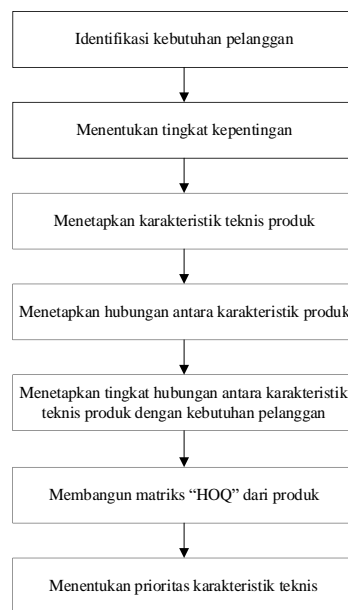 Identifikasi kebutuhan pelanggan
Menentukan tingkat kepentingan
Menetapkan karakteristik teknis produk
Menetapkan hubungan antara karakteristik produk
Menetapkan tingkat hubungan antara karakteristik
teknis produk dengan kebutuhan pelanggan
Membangun matriks “HOQ” dari produk
Menentukan prioritas karakteristik teknis